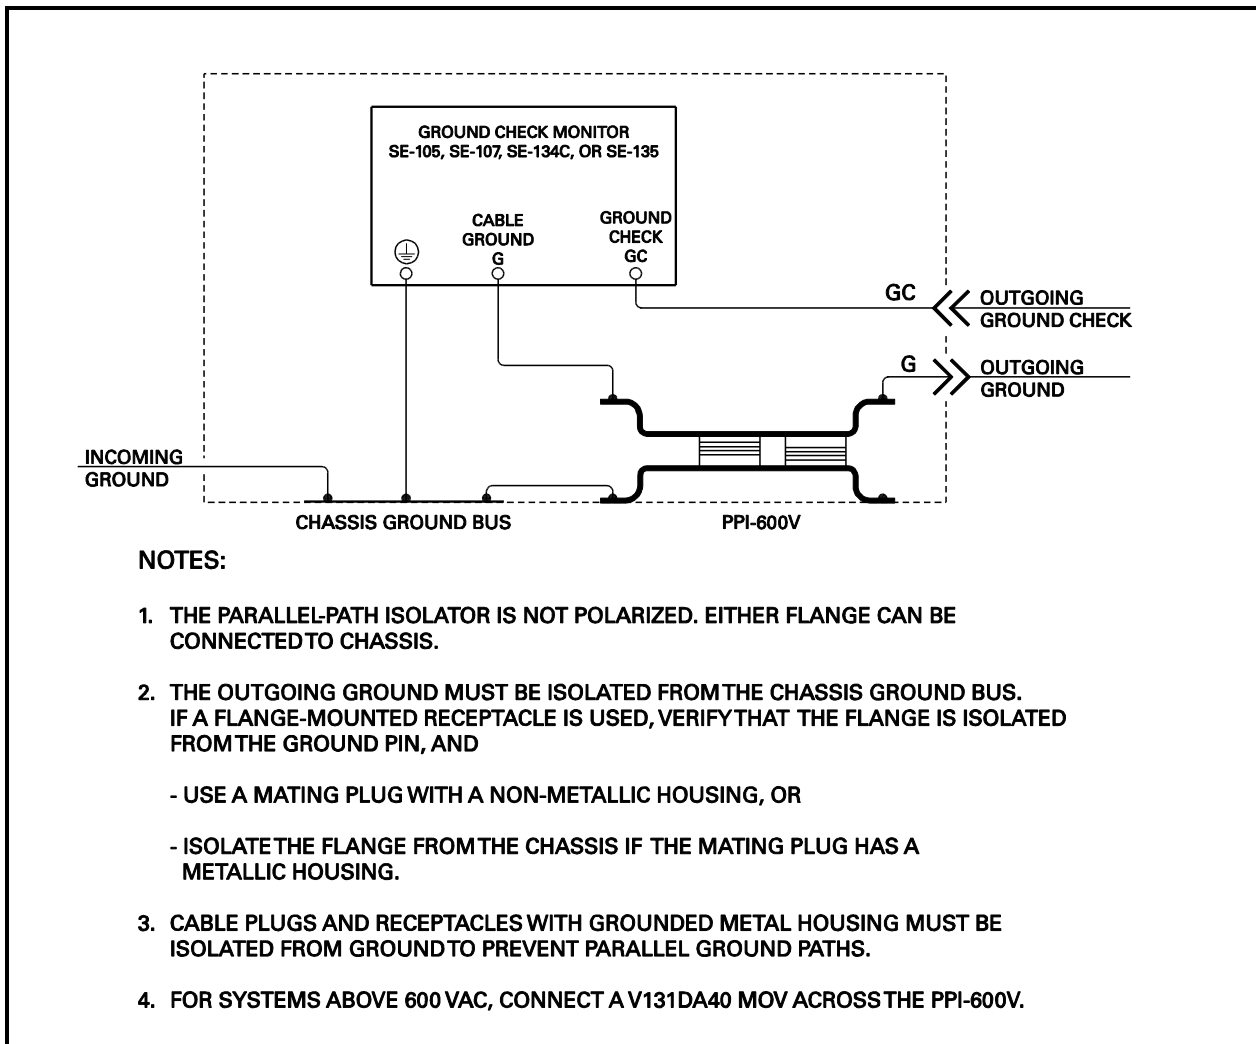 GROUND CHECK MONITOR
SE-105, SE-107, SE-134C, OR SE-135
CABLE
GROUND
G
GROUND
CHECK
GC
GC
OUTGOING
GROUND CHECK
G
OUTGOING
GROUND
INCOMING
GROUND
CHASSIS GROUND BUS
PPI-600V
NOTES:
1. THE PARALLEL-PATH ISOLATOR IS NOT POLARIZED. EITHER FLANGE CAN BE
CONNECTED TO CHASSIS.
2. THE OUTGOING GROUND MUST BE ISOLATED FROM THE CHASSIS GROUND BUS.
IF A FLANGE-MOUNTED RECEPTACLE IS USED, VERIFY THAT THE FLANGE IS ISOLATED
FROM THE GROUND PIN, AND
- USE A MATING PLUG WITH A NON-METALLIC HOUSING, OR
- ISOLATE THE FLANGE FROM THE CHASSIS IF THE MATING PLUG HAS A
METALLIC HOUSING.
3. CABLE PLUGS AND RECEPTACLES WITH GROUNDED METAL HOUSING MUST BE
ISOLATED FROM GROUND TO PREVENT PARALLEL GROUND PATHS.
4. FOR SYSTEMS ABOVE 600 VAC, CONNECT A V131DA40 MOV ACROSS THE PPI-600V.